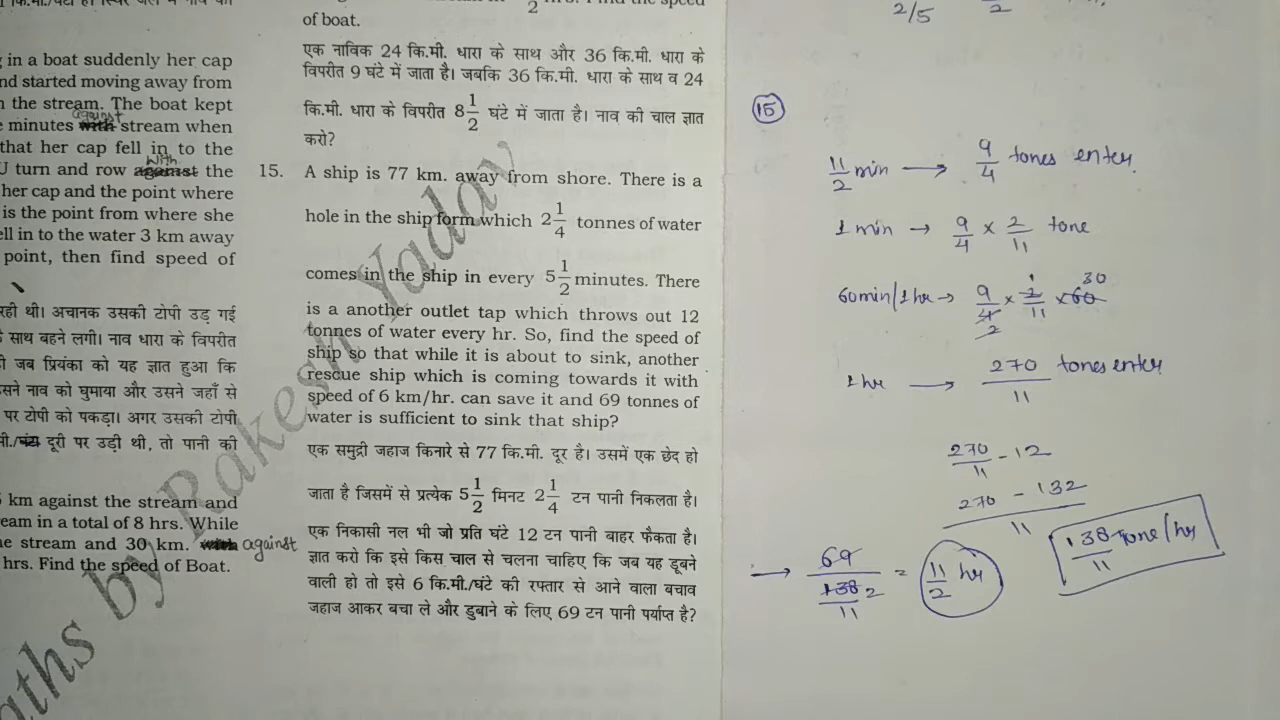 of boat.
एक नाविक 24 कि.मी. धारा के साथ और 36 कि.मी. धारा के
विपरीत 9 घंटे में जाता है। जबकि 36 कि.मी. धारा के साथ व 24
कि.मी. धारा के विपरीत 8 1/2 घंटे में जाता है। नाव की चाल ज्ञात
करो?
g in a boat suddenly her cap
nd started moving away from
n the stream. The boat kept
e minutes against stream when
that her cap fell in to the
U turn and row with the
her cap and the point where
is the point from where she
ell in to the water 3 km away
point, then find speed of
रही थी। अचानक उसकी टोपी उड़ गई
के साथ बहने लगी। नाव धारा के विपरीत
ही जब प्रियंका को यह ज्ञात हुआ कि
उसने नाव को घुमाया और उसने जहाँ से
पर टोपी को पकड़ा। अगर उसकी टोपी
मी./घंटा दूरी पर उड़ी थी, तो पानी की
km against the stream and
ream in a total of 8 hrs. While
e stream and 30 km. against
hrs. Find the speed of Boat.
15. A ship is 77 km. away from shore. There is a
hole in the ship form which 2 1/4 tonnes of water
comes in the ship in every 5 1/2 minutes. There
is a another outlet tap which throws out 12
tonnes of water every hr. So, find the speed of
ship so that while it is about to sink, another
rescue ship which is coming towards it with
speed of 6 km/hr. can save it and 69 tonnes of
water is sufficient to sink that ship?
एक समुद्री जहाज किनारे से 77 कि.मी. दूर है। उसमें एक छेद हो
जाता है जिसमें से प्रत्येक 5 1/2 मिनट 2 1/4 टन पानी निकलता है।
एक निकासी नल भी जो प्रति घंटे 12 टन पानी बाहर फैकता है।
ज्ञात करो कि इसे किस चाल से चलना चाहिए कि जब यह डूबने
वाली हो तो इसे 6 कि.मी./घंटे की रफ्तार से आने वाला बचाव
जहाज आकर बचा ले और डुबाने के लिए 69 टन पानी पर्याप्त है?
aths by Rakesh Yadav
2/5 2
15
11/2 min → 9/4 tones enter.
1 min → 9/4 × 2/11 tone
60min/1hr → 9/4 2 × 2/11 1 × 60 30
1 hr → 270/11 tones enter
270/11 - 12
270 - 132 / 11
138/11 tone/hr
→ 69 / 138/11 2 = 11/2 hr